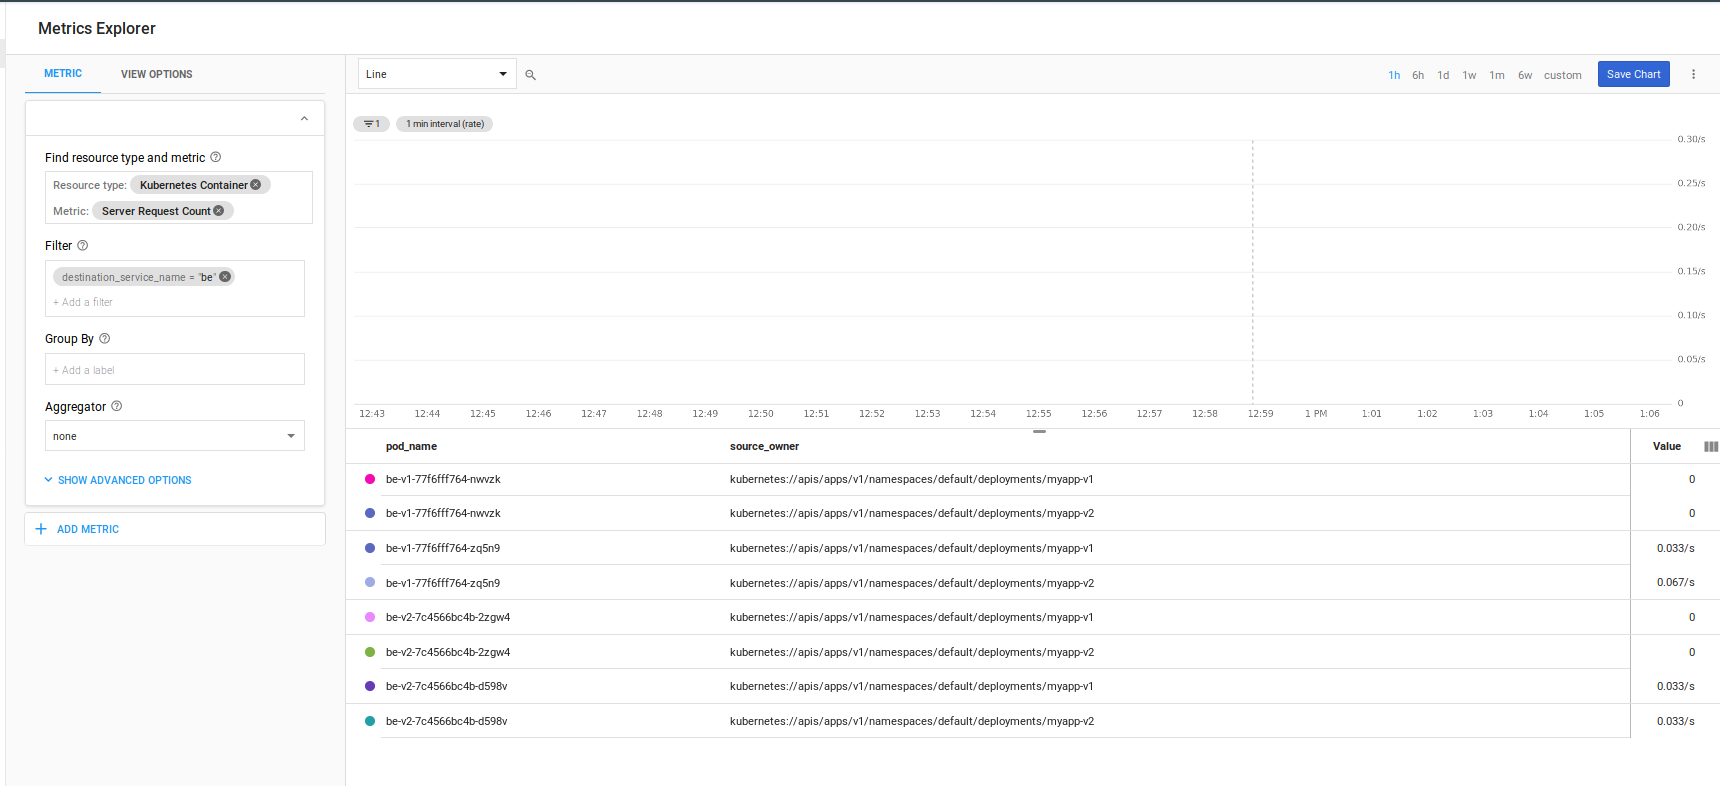 Metrics Explorer
METRIC
VIEW OPTIONS
Line
1h 6h 1d 1w 1m 6w custom
Save Chart
Find resource type and metric
Resource type: Kubernetes Container
Metric: Server Request Count
Filter
destination_service_name = "be"
+ Add a filter
Group By
+ Add a label
Aggregator
none
SHOW ADVANCED OPTIONS
ADD METRIC
1
1 min interval (rate)
0.30/s
0.25/s
0.20/s
0.15/s
0.10/s
0.05/s
0
12:43 12:44 12:45 12:46 12:47 12:48 12:49 12:50 12:51 12:52 12:53 12:54 12:55 12:56 12:57 12:58 12:59 1 PM 1:01 1:02 1:03 1:04 1:05 1:06
pod_name source_owner Value
be-v1-77f6fff764-nwvzk kubernetes://apis/apps/v1/namespaces/default/deployments/myapp-v1 0
be-v1-77f6fff764-nwvzk kubernetes://apis/apps/v1/namespaces/default/deployments/myapp-v2 0
be-v1-77f6fff764-zq5n9 kubernetes://apis/apps/v1/namespaces/default/deployments/myapp-v1 0.033/s
be-v1-77f6fff764-zq5n9 kubernetes://apis/apps/v1/namespaces/default/deployments/myapp-v2 0.067/s
be-v2-7c4566bc4b-2zgw4 kubernetes://apis/apps/v1/namespaces/default/deployments/myapp-v1 0
be-v2-7c4566bc4b-2zgw4 kubernetes://apis/apps/v1/namespaces/default/deployments/myapp-v2 0
be-v2-7c4566bc4b-d598v kubernetes://apis/apps/v1/namespaces/default/deployments/myapp-v1 0.033/s
be-v2-7c4566bc4b-d598v kubernetes://apis/apps/v1/namespaces/default/deployments/myapp-v2 0.033/s